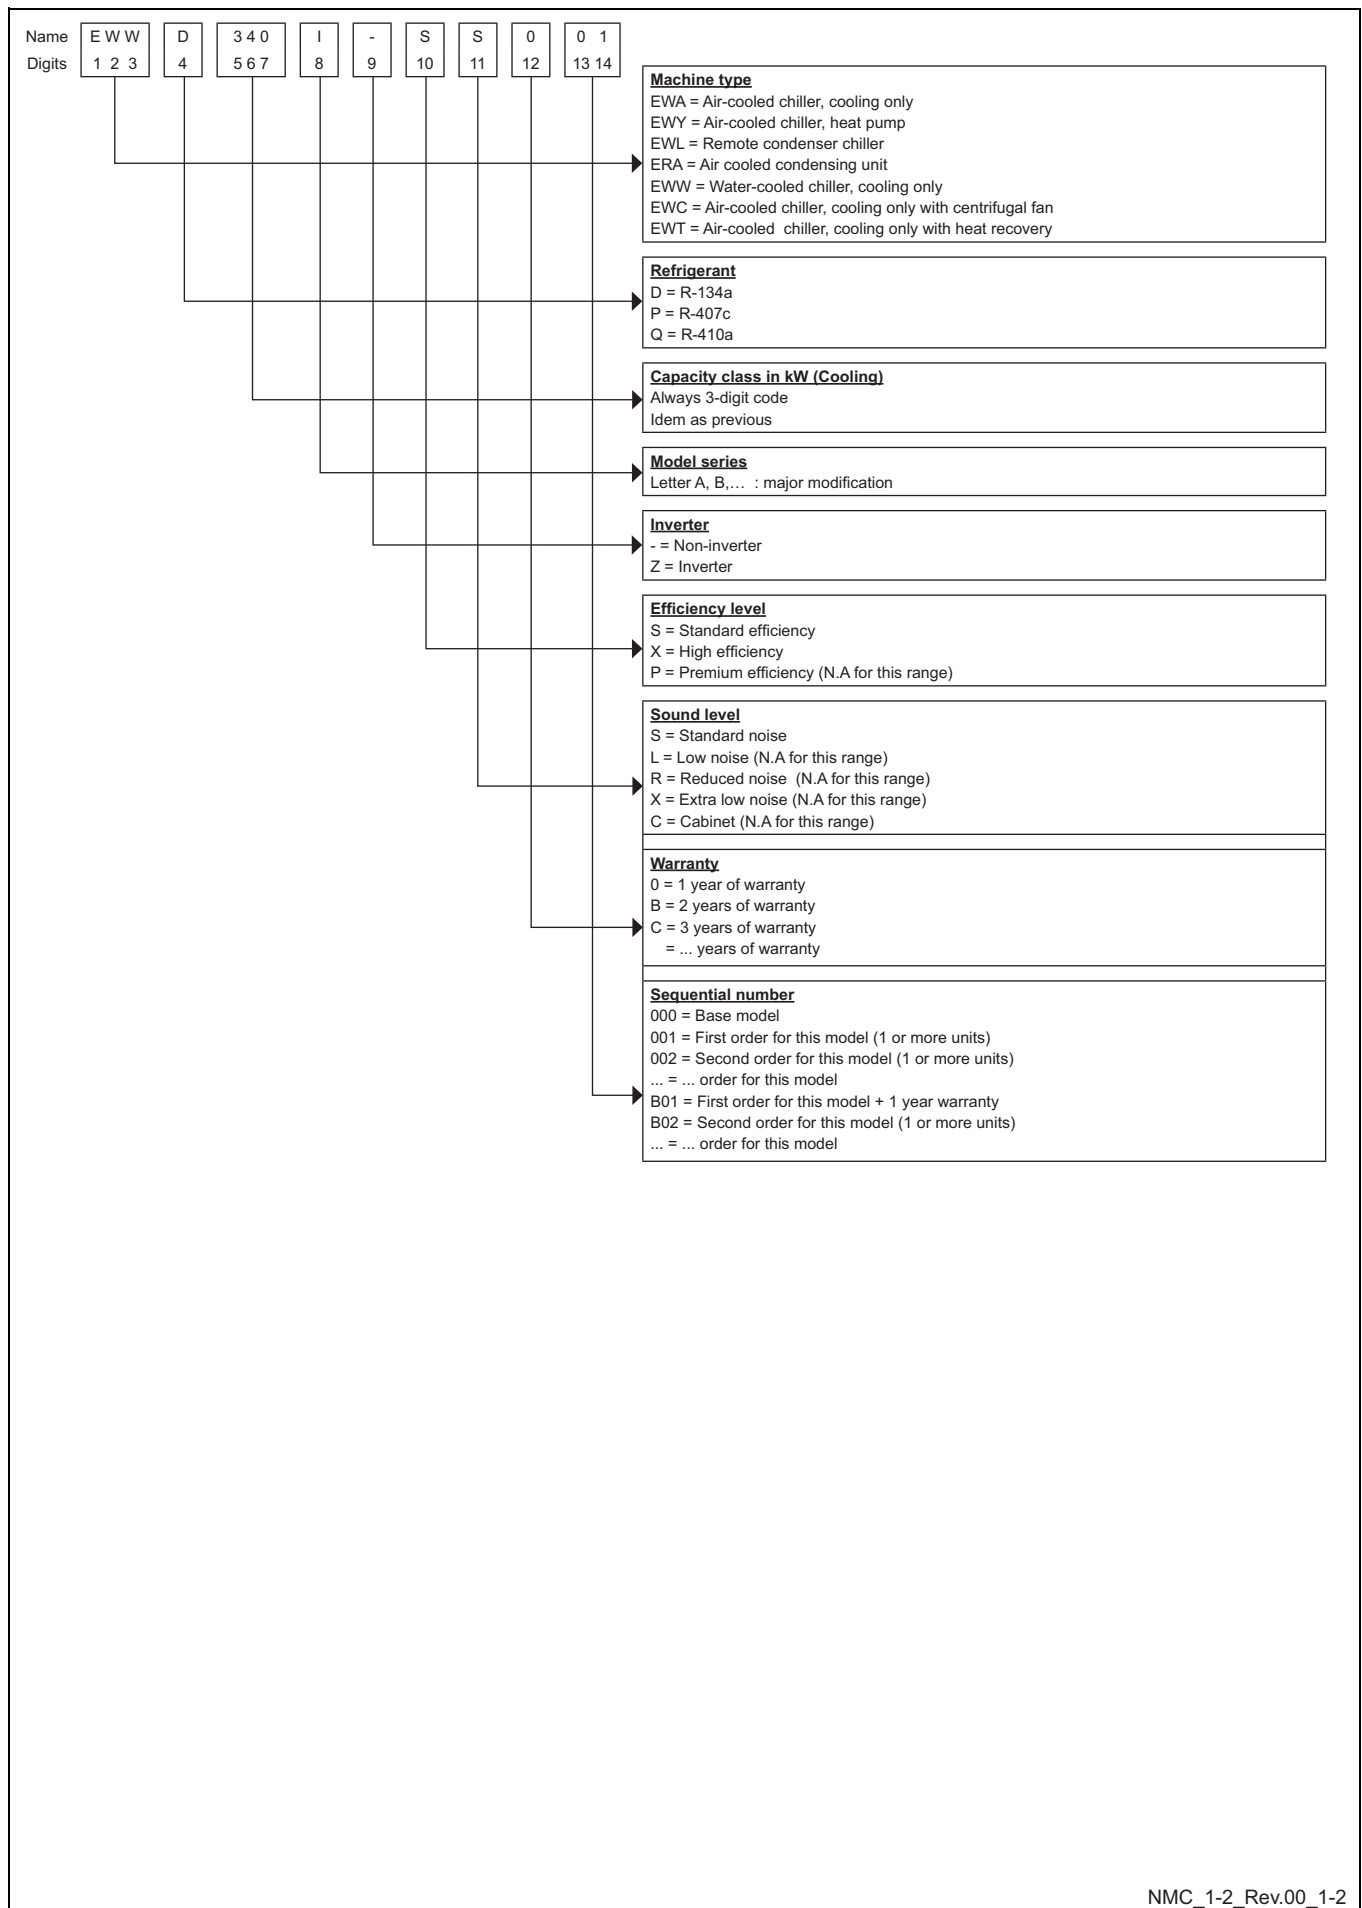 Name E W W D 3 4 0 I - S S 0 0 1
Digits 1 2 3 4 5 6 7 8 9 10 11 12 13 14
Machine type
EWA = Air-cooled chiller, cooling only
EWY = Air-cooled chiller, heat pump
EWL = Remote condenser chiller
ERA = Air cooled condensing unit
EWW = Water-cooled chiller, cooling only
EWC = Air-cooled chiller, cooling only with centrifugal fan
EWT = Air-cooled chiller, cooling only with heat recovery
Refrigerant
D = R-134a
P = R-407c
Q = R-410a
Capacity class in kW (Cooling)
Always 3-digit code
Idem as previous
Model series
Letter A, B,… : major modification
Inverter
- = Non-inverter
Z = Inverter
Efficiency level
S = Standard efficiency
X = High efficiency
P = Premium efficiency (N.A for this range)
Sound level
S = Standard noise
L = Low noise (N.A for this range)
R = Reduced noise (N.A for this range)
X = Extra low noise (N.A for this range)
C = Cabinet (N.A for this range)
Warranty
0 = 1 year of warranty
B = 2 years of warranty
C = 3 years of warranty
= ... years of warranty
Sequential number
000 = Base model
001 = First order for this model (1 or more units)
002 = Second order for this model (1 or more units)
... = ... order for this model
B01 = First order for this model + 1 year warranty
B02 = Second order for this model (1 or more units)
... = ... order for this model
NMC_1-2_Rev.00_1-2